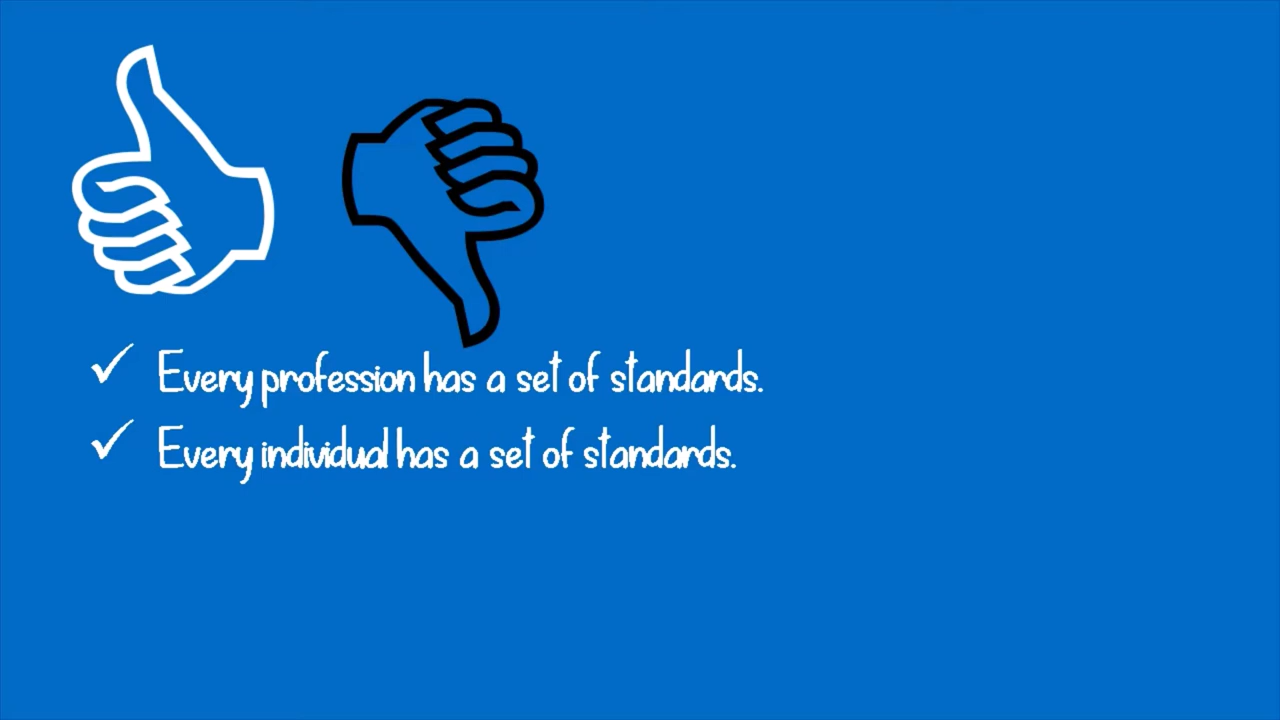 ✓ Every profession has a set of standards.
✓ Every individual has a set of standards.